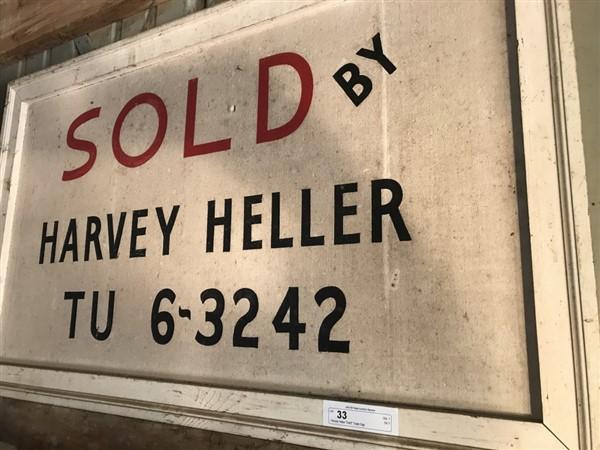 SOLD BY
HARVEY HELLER
TU 6-3242
33